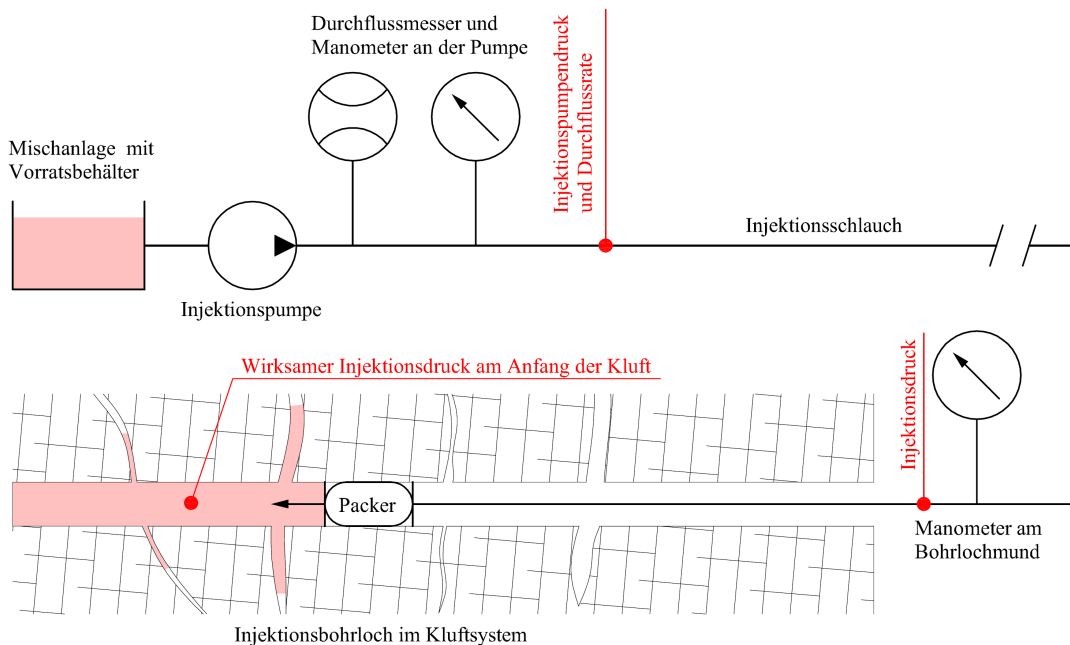 Durchflussmesser und
Manometer an der Pumpe
Injektionspumpendruck
und Durchflussrate
Mischanlage mit
Vorratsbehälter
Injektionsschlauch
Injektionspumpe
Wirksamer Injektionsdruck am Anfang der Kluft
Injektionsdruck
Packer
Manometer am
Bohrlochmund
Injektionsbohrloch im Kluftsystem